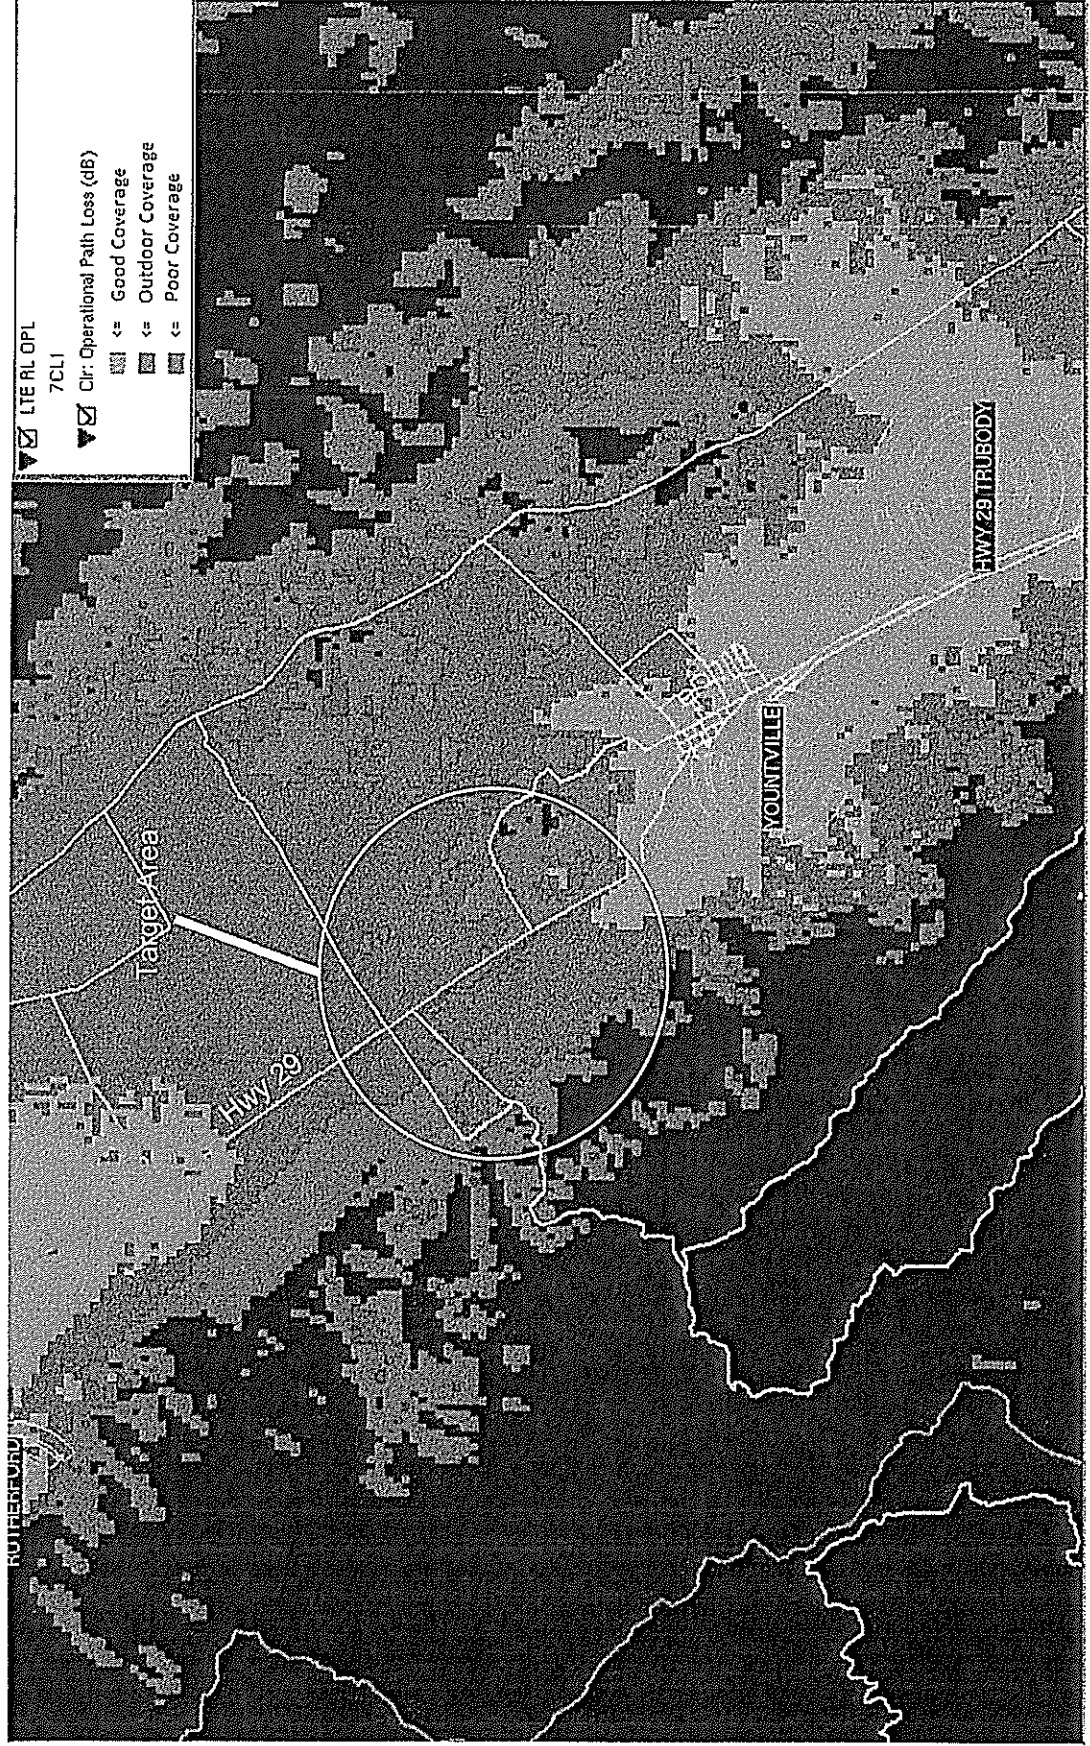 LTE RL OPL
7CL1
Clr: Operational Path Loss (dB)
<= Good Coverage
<= Outdoor Coverage
<= Poor Coverage
RUTHERFORD
Hwy 29
Target Area
YOUNTVILLE
HWY 29 TRUBODY